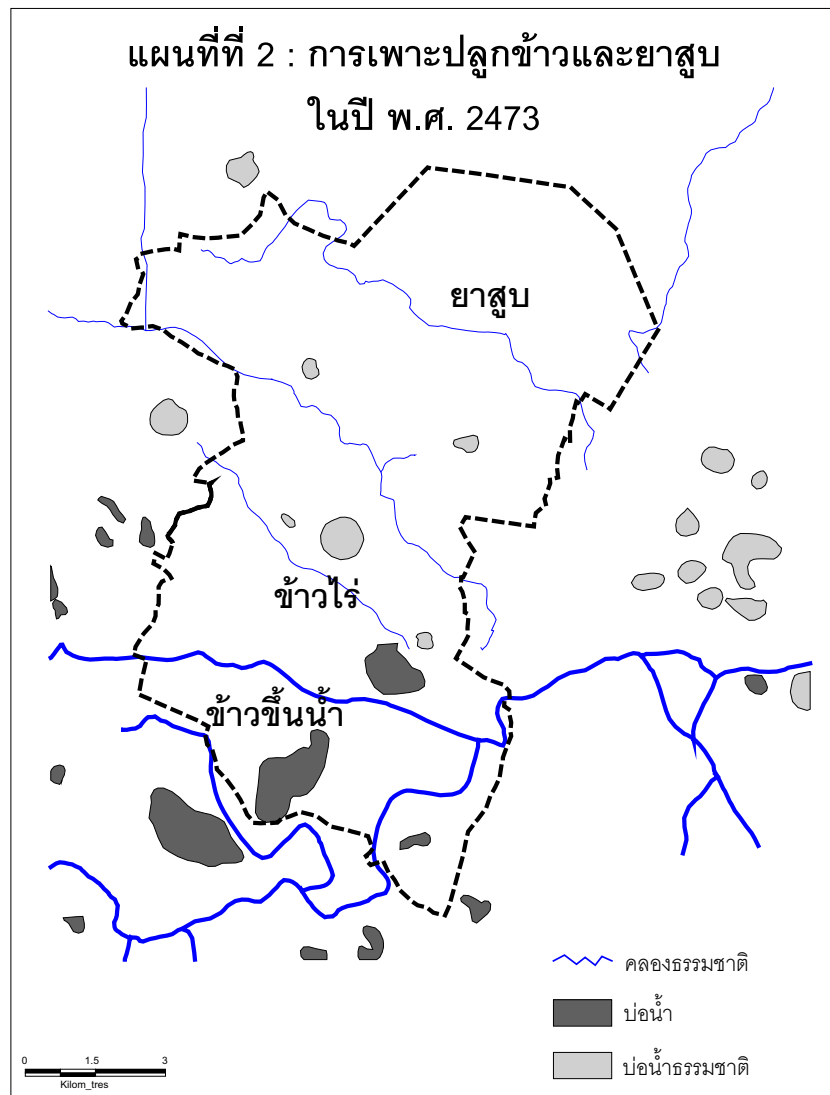 แผนที่ที่ 2 : การเพาะปลูกข้าวและยาสูบ
ในปี พ.ศ. 2473
ยาสูบ
ข้าวไร่
ข้าวขึ้นน้ำ
คลองธรรมชาติ
บ่อน้ำ
บ่อน้ำธรรมชาติ
0 1.5 3
Kilom_tres